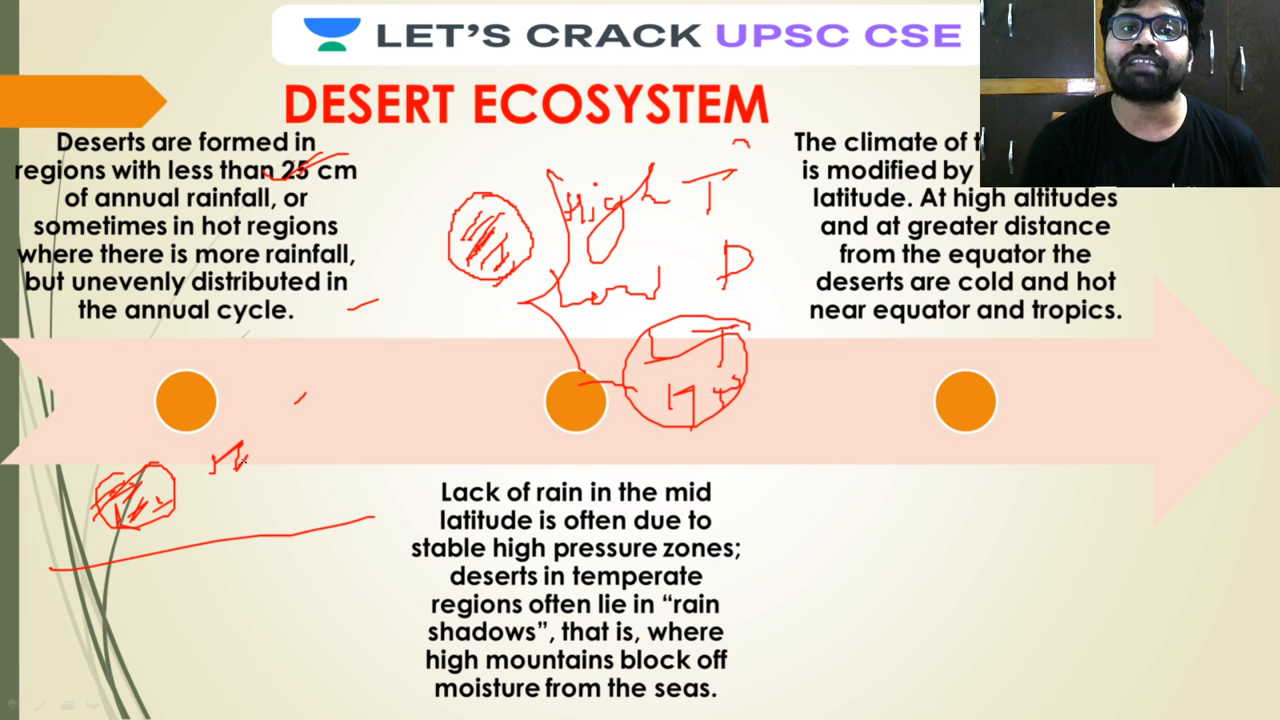 LET'S CRACK UPSC CSE
DESERT ECOSYSTEM
Deserts are formed in
regions with less than 25 cm
of annual rainfall, or
sometimes in hot regions
where there is more rainfall,
but unevenly distributed in
the annual cycle.
High T
D
Lack of rain in the mid
latitude is often due to
stable high pressure zones;
deserts in temperate
regions often lie in “rain
shadows”, that is, where
high mountains block off
moisture from the seas.
The climate of
is modified by
latitude. At high altitudes
and at greater distance
from the equator the
deserts are cold and hot
near equator and tropics.